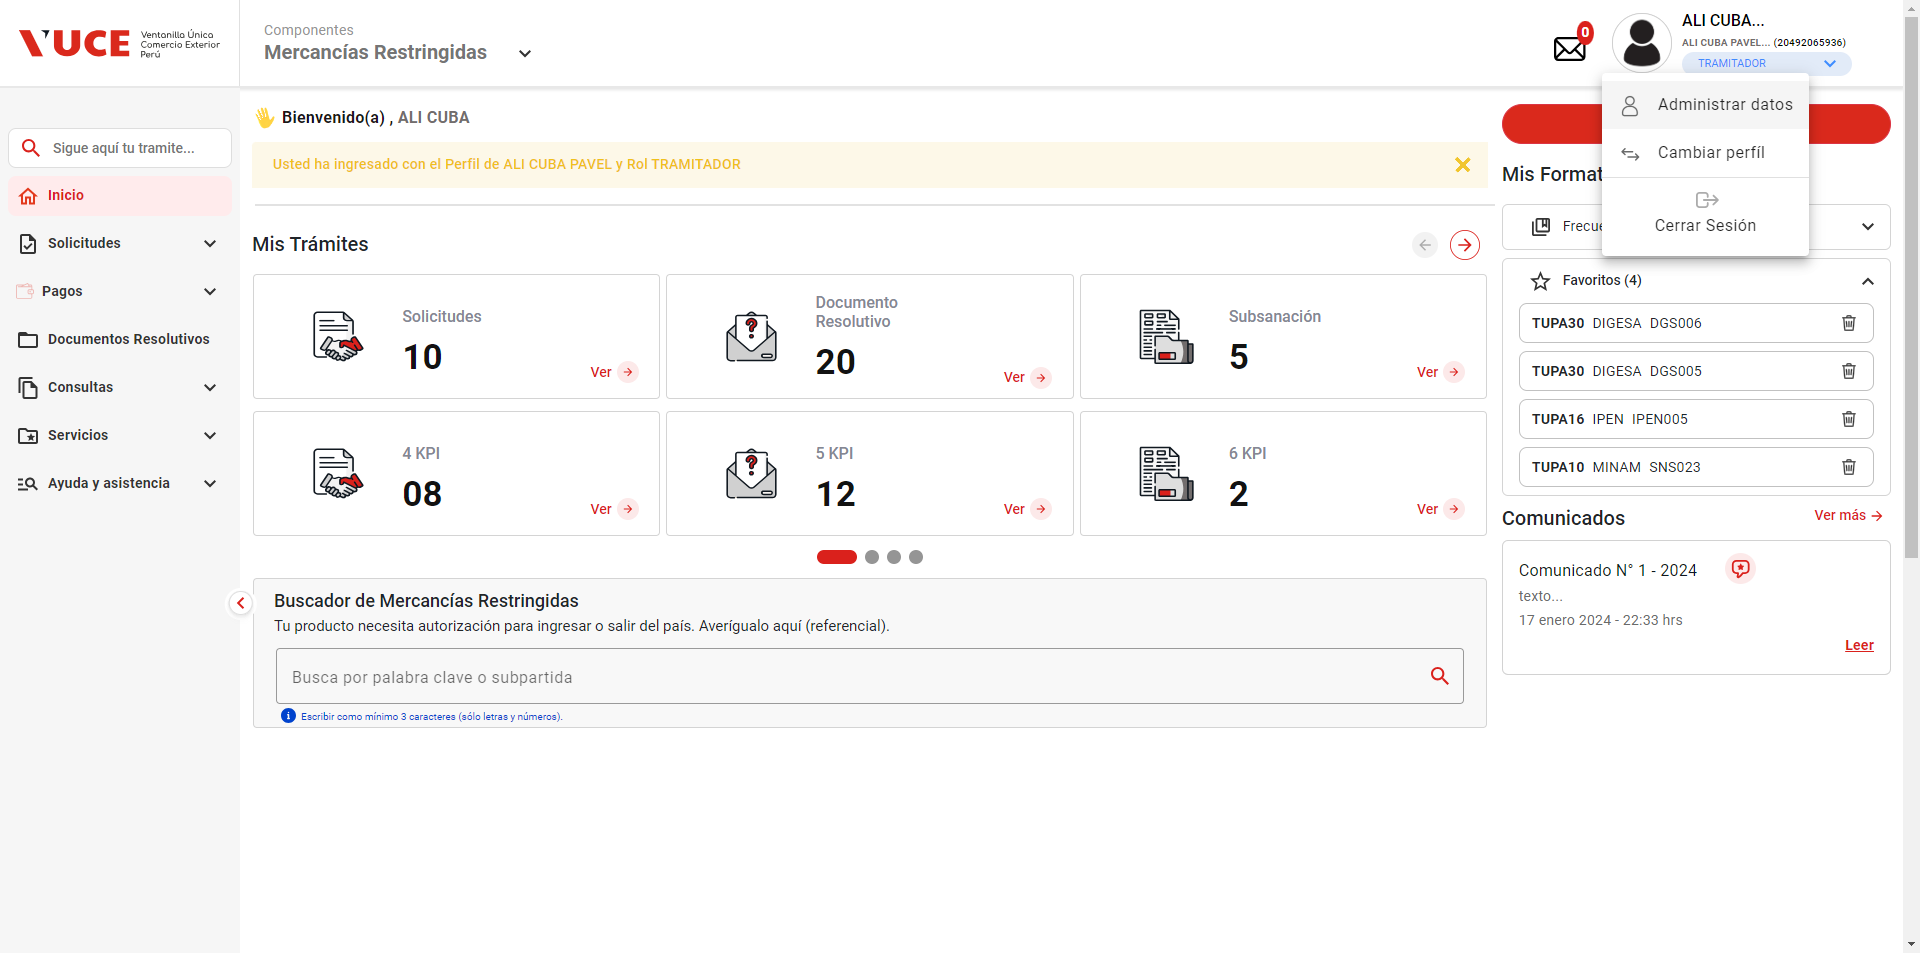 VUCE
Ventanilla Única
Comercio Exterior
Perú
Componentes
Mercancías Restringidas
0
ALI CUBA...
ALI CUBA PAVEL... (20492065936)
TRAMITADOR
Administrar datos
Cambiar perfíl
Cerrar Sesión
Sigue aquí tu tramite...
Inicio
Solicitudes
Pagos
Documentos Resolutivos
Consultas
Servicios
Ayuda y asistencia
Bienvenido(a) , ALI CUBA
Usted ha ingresado con el Perfil de ALI CUBA PAVEL y Rol TRAMITADOR
Mis Trámites
Solicitudes
10
Ver
Documento
Resolutivo
20
Ver
Subsanación
5
Ver
4 KPI
08
Ver
5 KPI
12
Ver
6 KPI
2
Ver
Buscador de Mercancías Restringidas
Tu producto necesita autorización para ingresar o salir del país. Averígualo aquí (referencial).
Busca por palabra clave o subpartida
Escribir como mínimo 3 caracteres (sólo letras y números).
Mis Format
Frecue
Favoritos (4)
TUPA30 DIGESA DGS006
TUPA30 DIGESA DGS005
TUPA16 IPEN IPEN005
TUPA10 MINAM SNS023
Comunicados
Ver más
Comunicado N° 1 - 2024
texto...
17 enero 2024 - 22:33 hrs
Leer